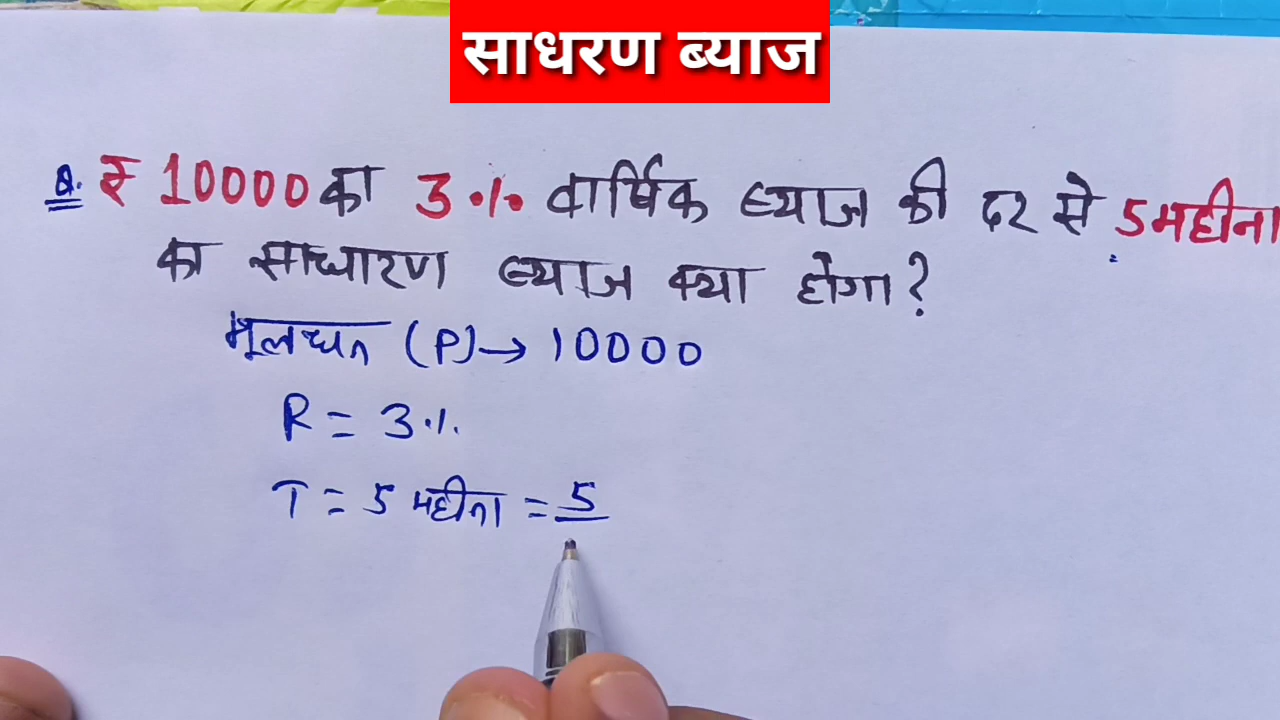 साधरण ब्याज
Q. ₹ 10000 का 3% वार्षिक ब्याज की दर से 5 महीना
का साधारण ब्याज क्या होगा?
मूलधन (P) → 10000
R = 3%
T = 5 महीना = 5